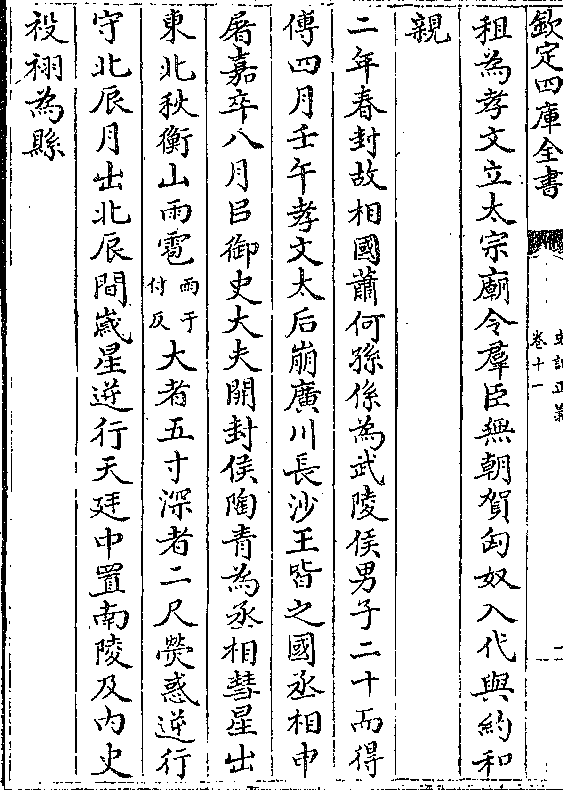 欽定四庫全書
史記正義
卷十一
二
租為孝文立太宗廟令羣臣無朝賀匈奴入代與約和
親
二年春封故相國蕭何孫係為武陵侯男子二十而得
傅四月壬午孝文太后崩廣川長沙王皆之國丞相申
屠嘉卒八月㠯御史大夫開封侯陶青為丞相彗星出
東北秋衡山雨雹雨于付反大者五寸深者二尺熒惑逆行
守北辰月出北辰間嵗星逆行天廷中置南陵及内史
祋祤為縣